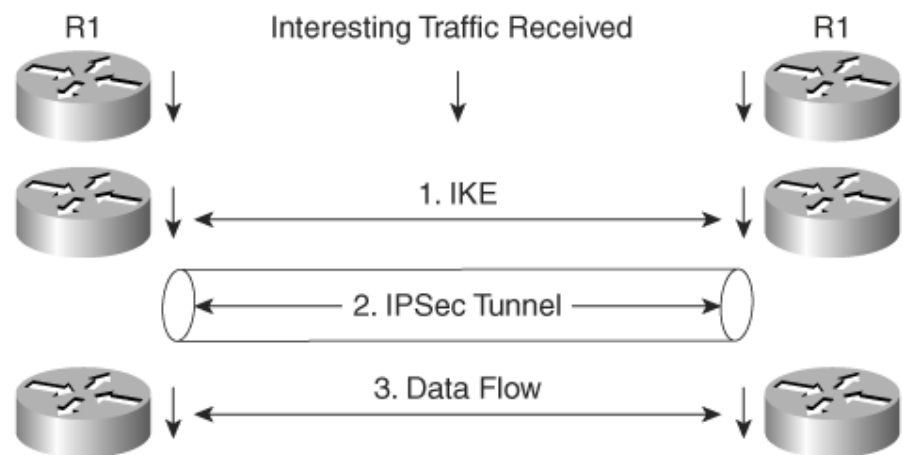 R1
Interesting Traffic Received
R1
1. IKE
2. IPSec Tunnel
3. Data Flow